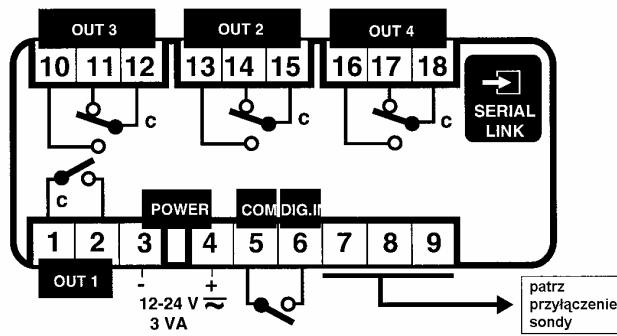 OUT 3 OUT 2 OUT 4
10 11 12 13 14 15 16 17 18
C C C
SERIAL
LINK
C
POWER COM DIG.IN
1 2 3 4 5 6 7 8 9
OUT 1
- +
12-24 V
3 VA
patrz
przyłączenie
sondy